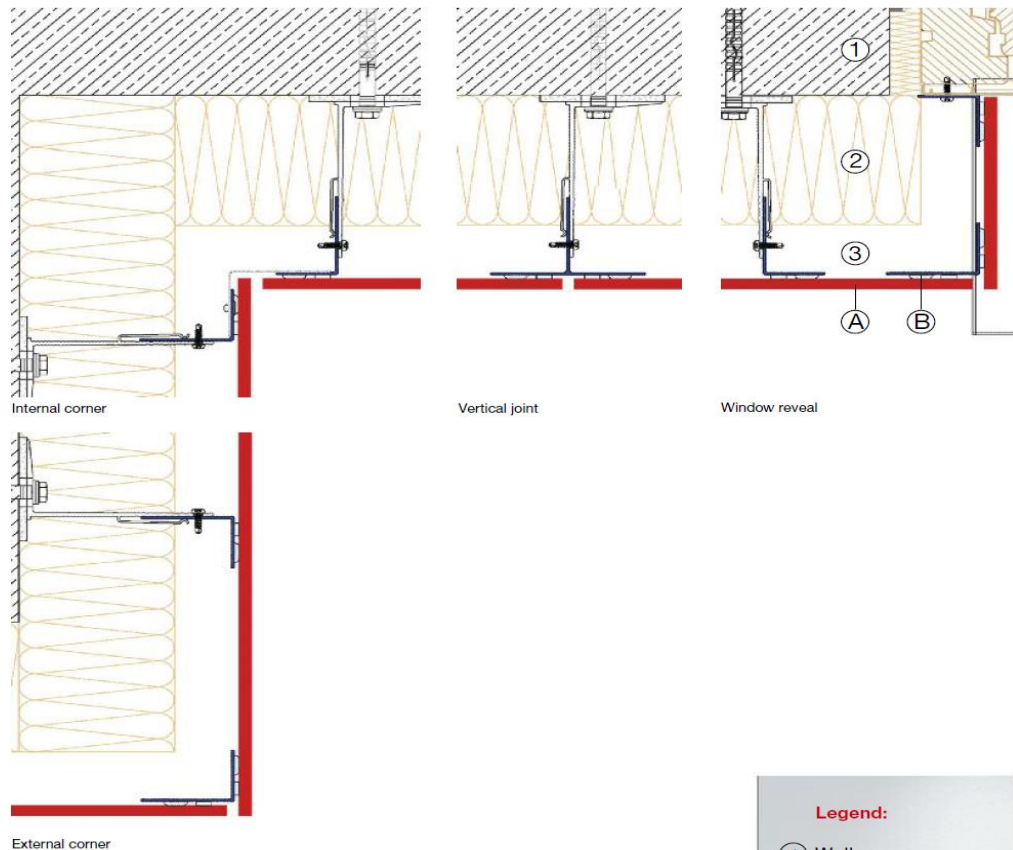 1
2
3
A
B
Internal corner
Vertical joint
Window reveal
External corner
Legend: